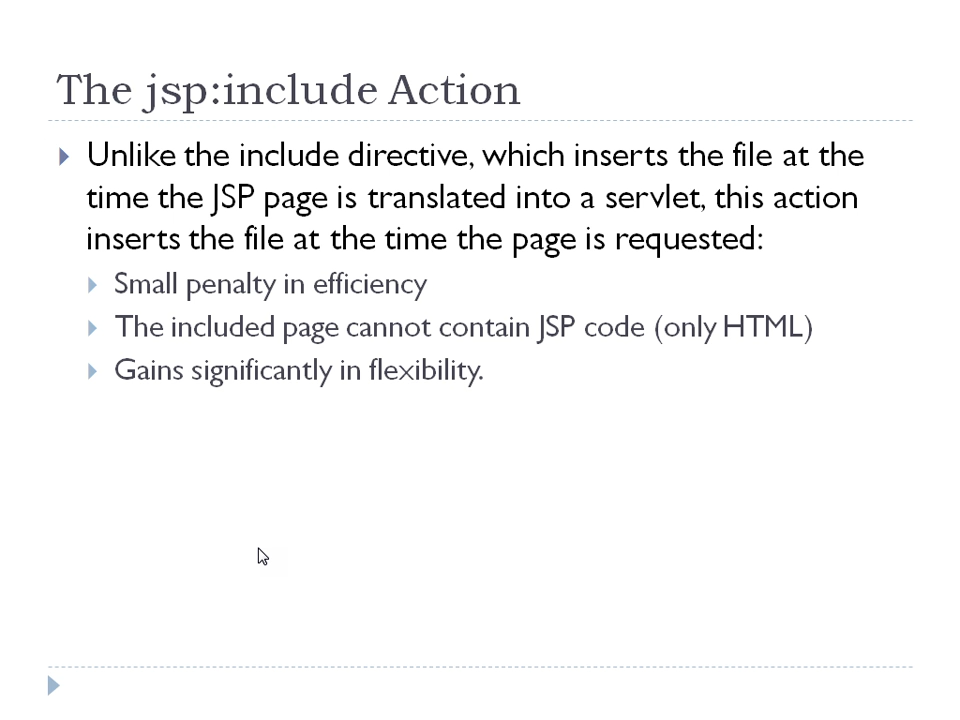 The jsp:include Action
Unlike the include directive, which inserts the file at the
time the JSP page is translated into a servlet, this action
inserts the file at the time the page is requested:
Small penalty in efficiency
The included page cannot contain JSP code (only HTML)
Gains significantly in flexibility.